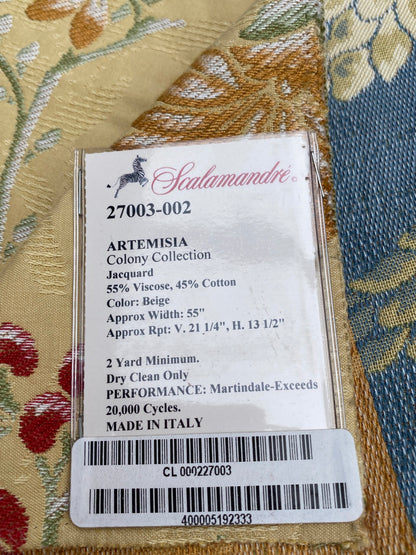 Scalamandré
27003-002
ARTEMISIA
Colony Collection
Jacquard
55% Viscose, 45% Cotton
Color: Beige
Approx Width: 55"
Approx Rpt: V. 21 1/4", H. 13 1/2"
2 Yard Minimum.
Dry Clean Only
PERFORMANCE: Martindale-Exceeds
20,000 Cycles.
MADE IN ITALY
CL 000227003
400005192333